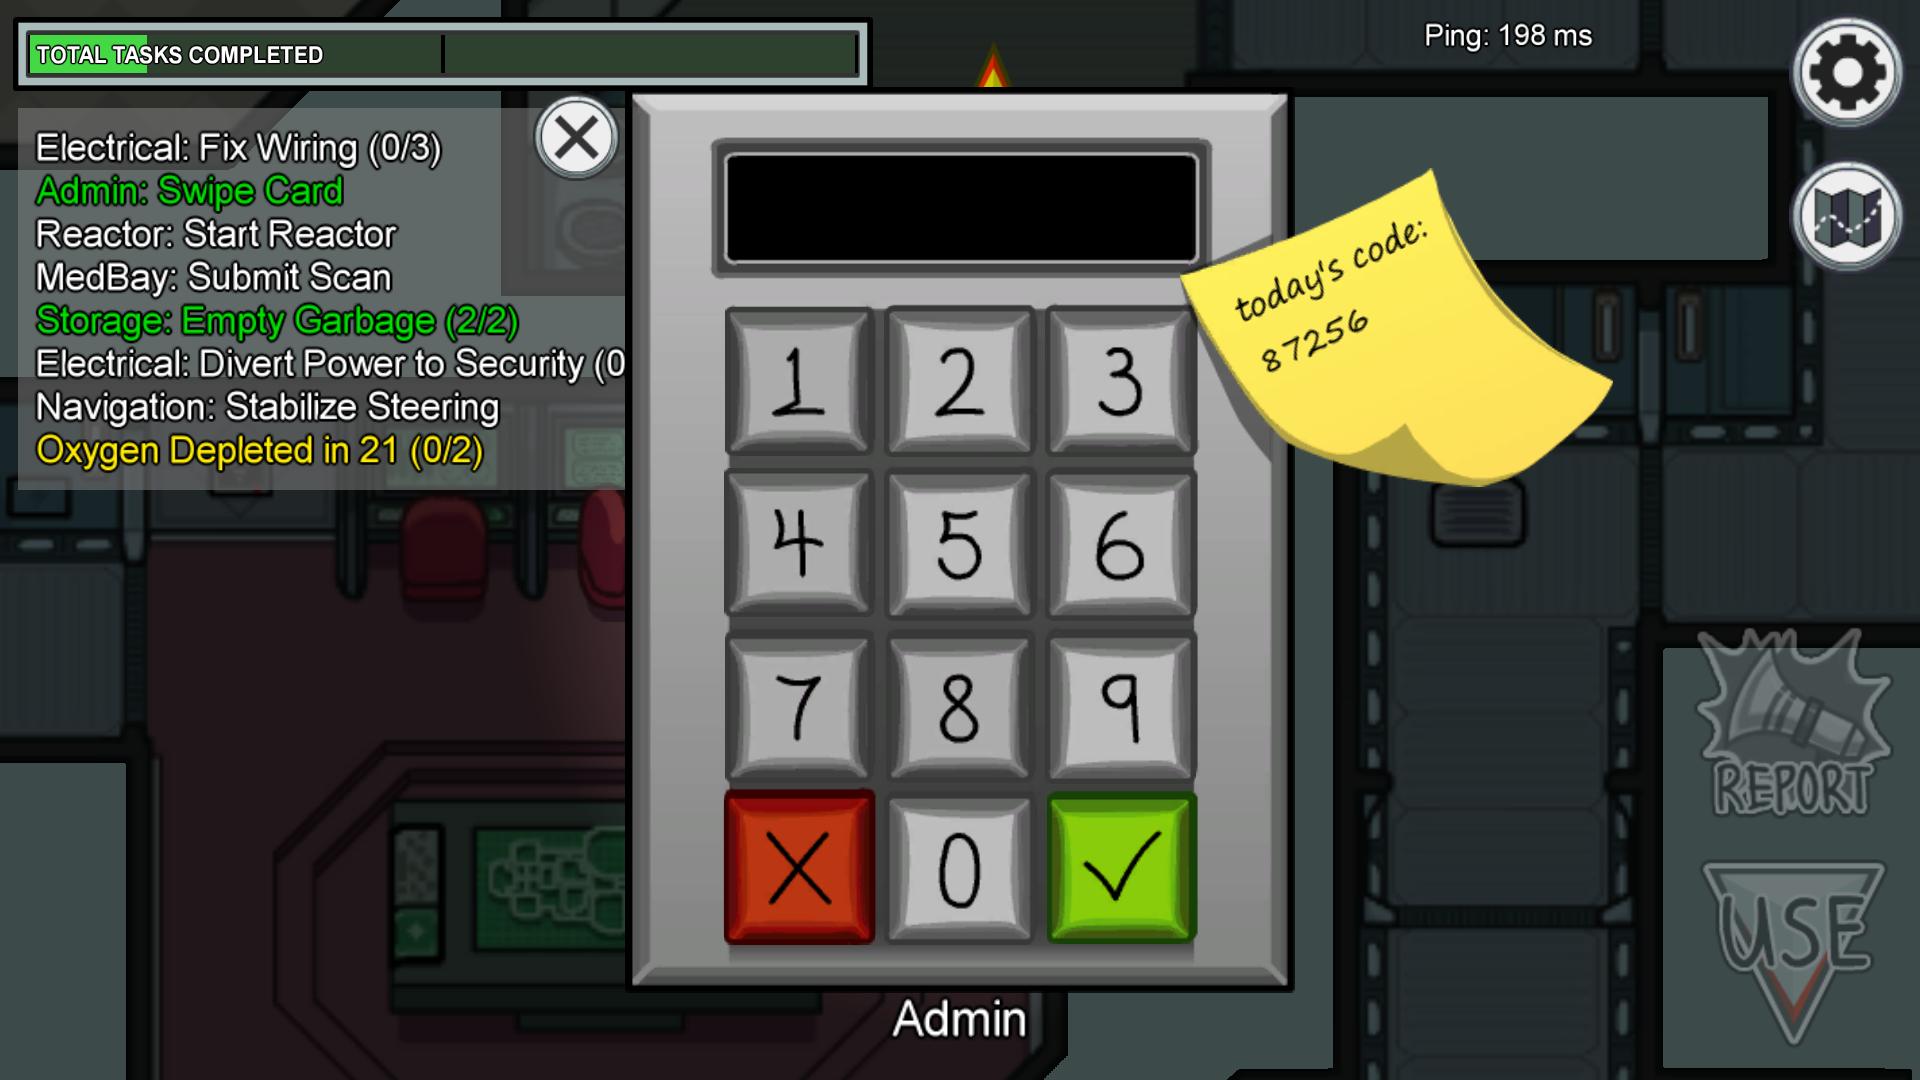 TOTAL TASKS COMPLETED
Ping: 198 ms
Electrical: Fix Wiring (0/3)
Admin: Swipe Card
Reactor: Start Reactor
MedBay: Submit Scan
Storage: Empty Garbage (2/2)
Electrical: Divert Power to Security (0
Navigation: Stabilize Steering
Oxygen Depleted in 21 (0/2)
today's code:
87256
1 2 3
4 5 6
7 8 9
0
REPORT
USE
Admin